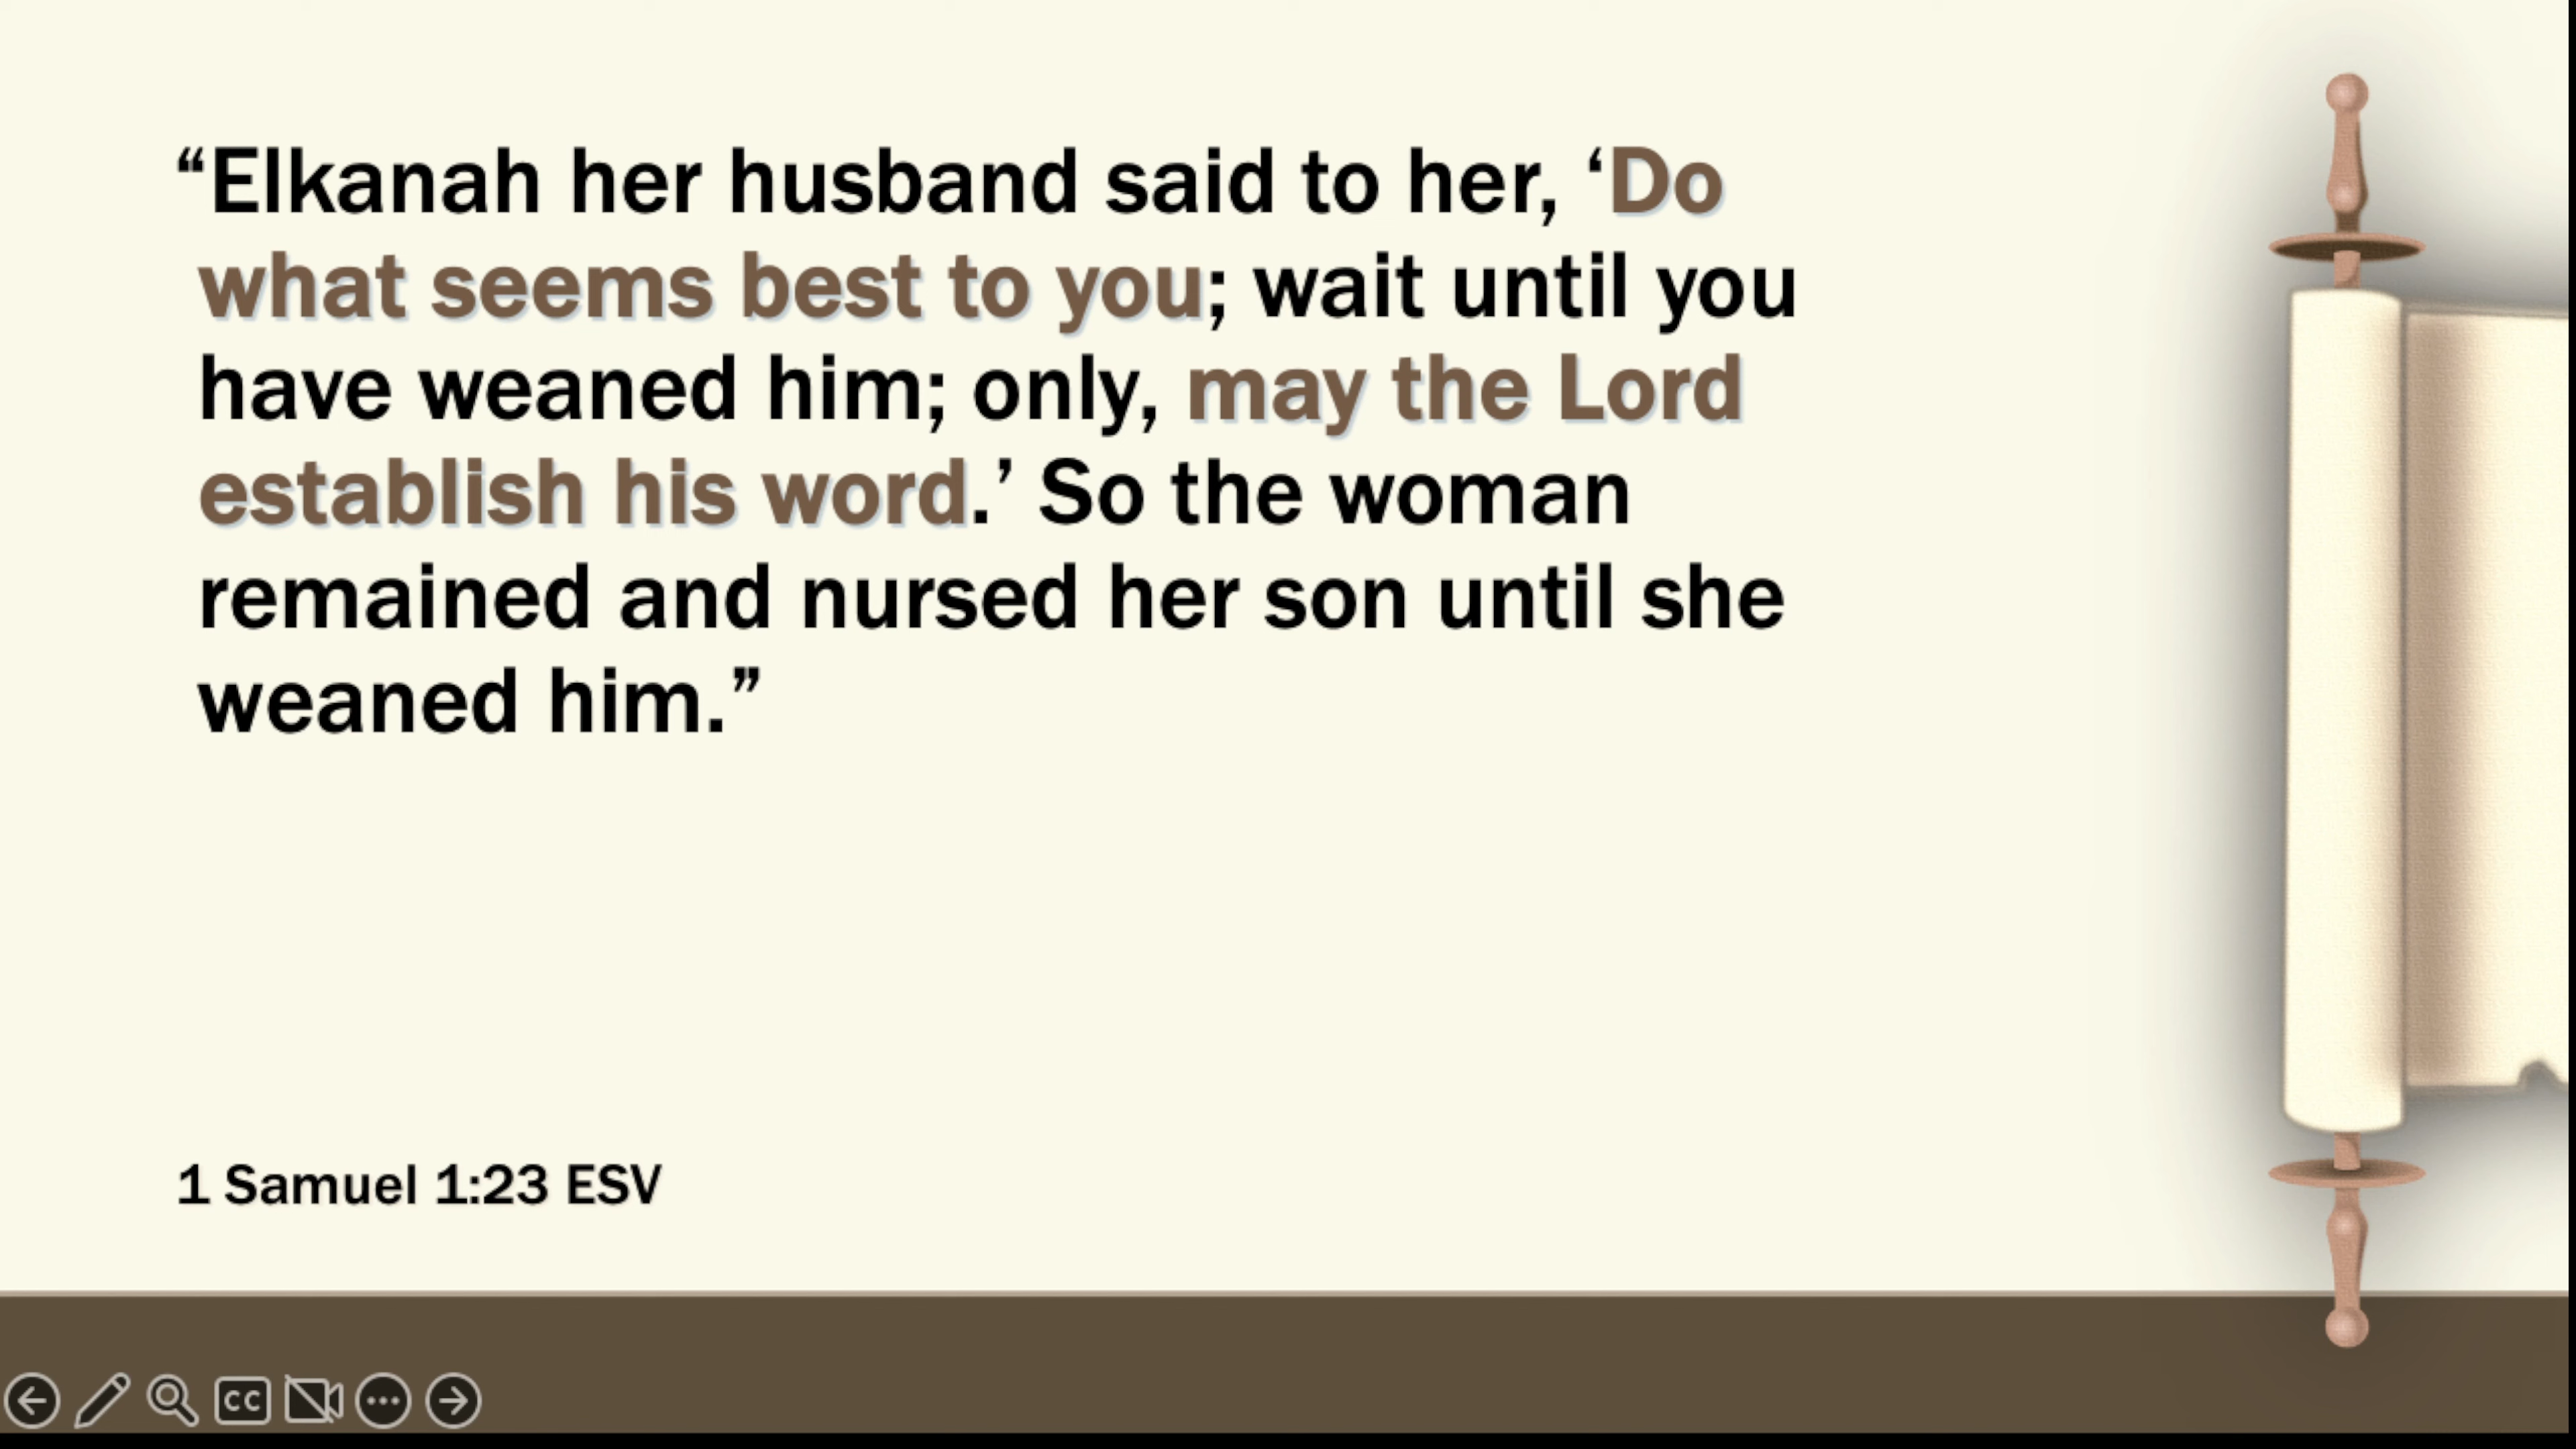 “Elkanah her husband said to her, ‘Do
what seems best to you; wait until you
have weaned him; only, may the Lord
establish his word.’ So the woman
remained and nursed her son until she
weaned him.”
1 Samuel 1:23 ESV
CC